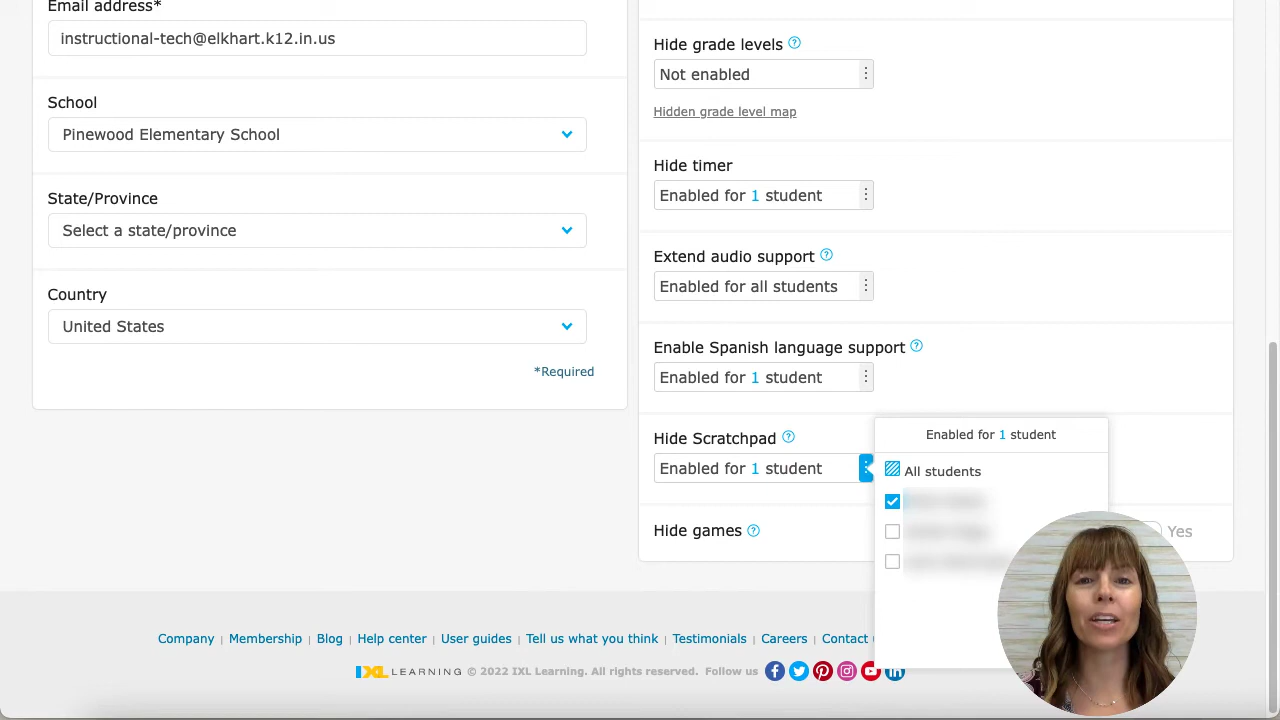 Email address*
instructional-tech@elkhart.k12.in.us
School
Pinewood Elementary School
State/Province
Select a state/province
Country
United States
*Required
Hide grade levels
Not enabled
Hidden grade level map
Hide timer
Enabled for 1 student
Extend audio support
Enabled for all students
Enable Spanish language support
Enabled for 1 student
Hide Scratchpad
Enabled for 1 student
Enabled for 1 student
All students
Hide games
Yes
Company | Membership | Blog | Help center | User guides | Tell us what you think | Testimonials | Careers | Contact
IXL LEARNING © 2022 IXL Learning. All rights reserved. Follow us